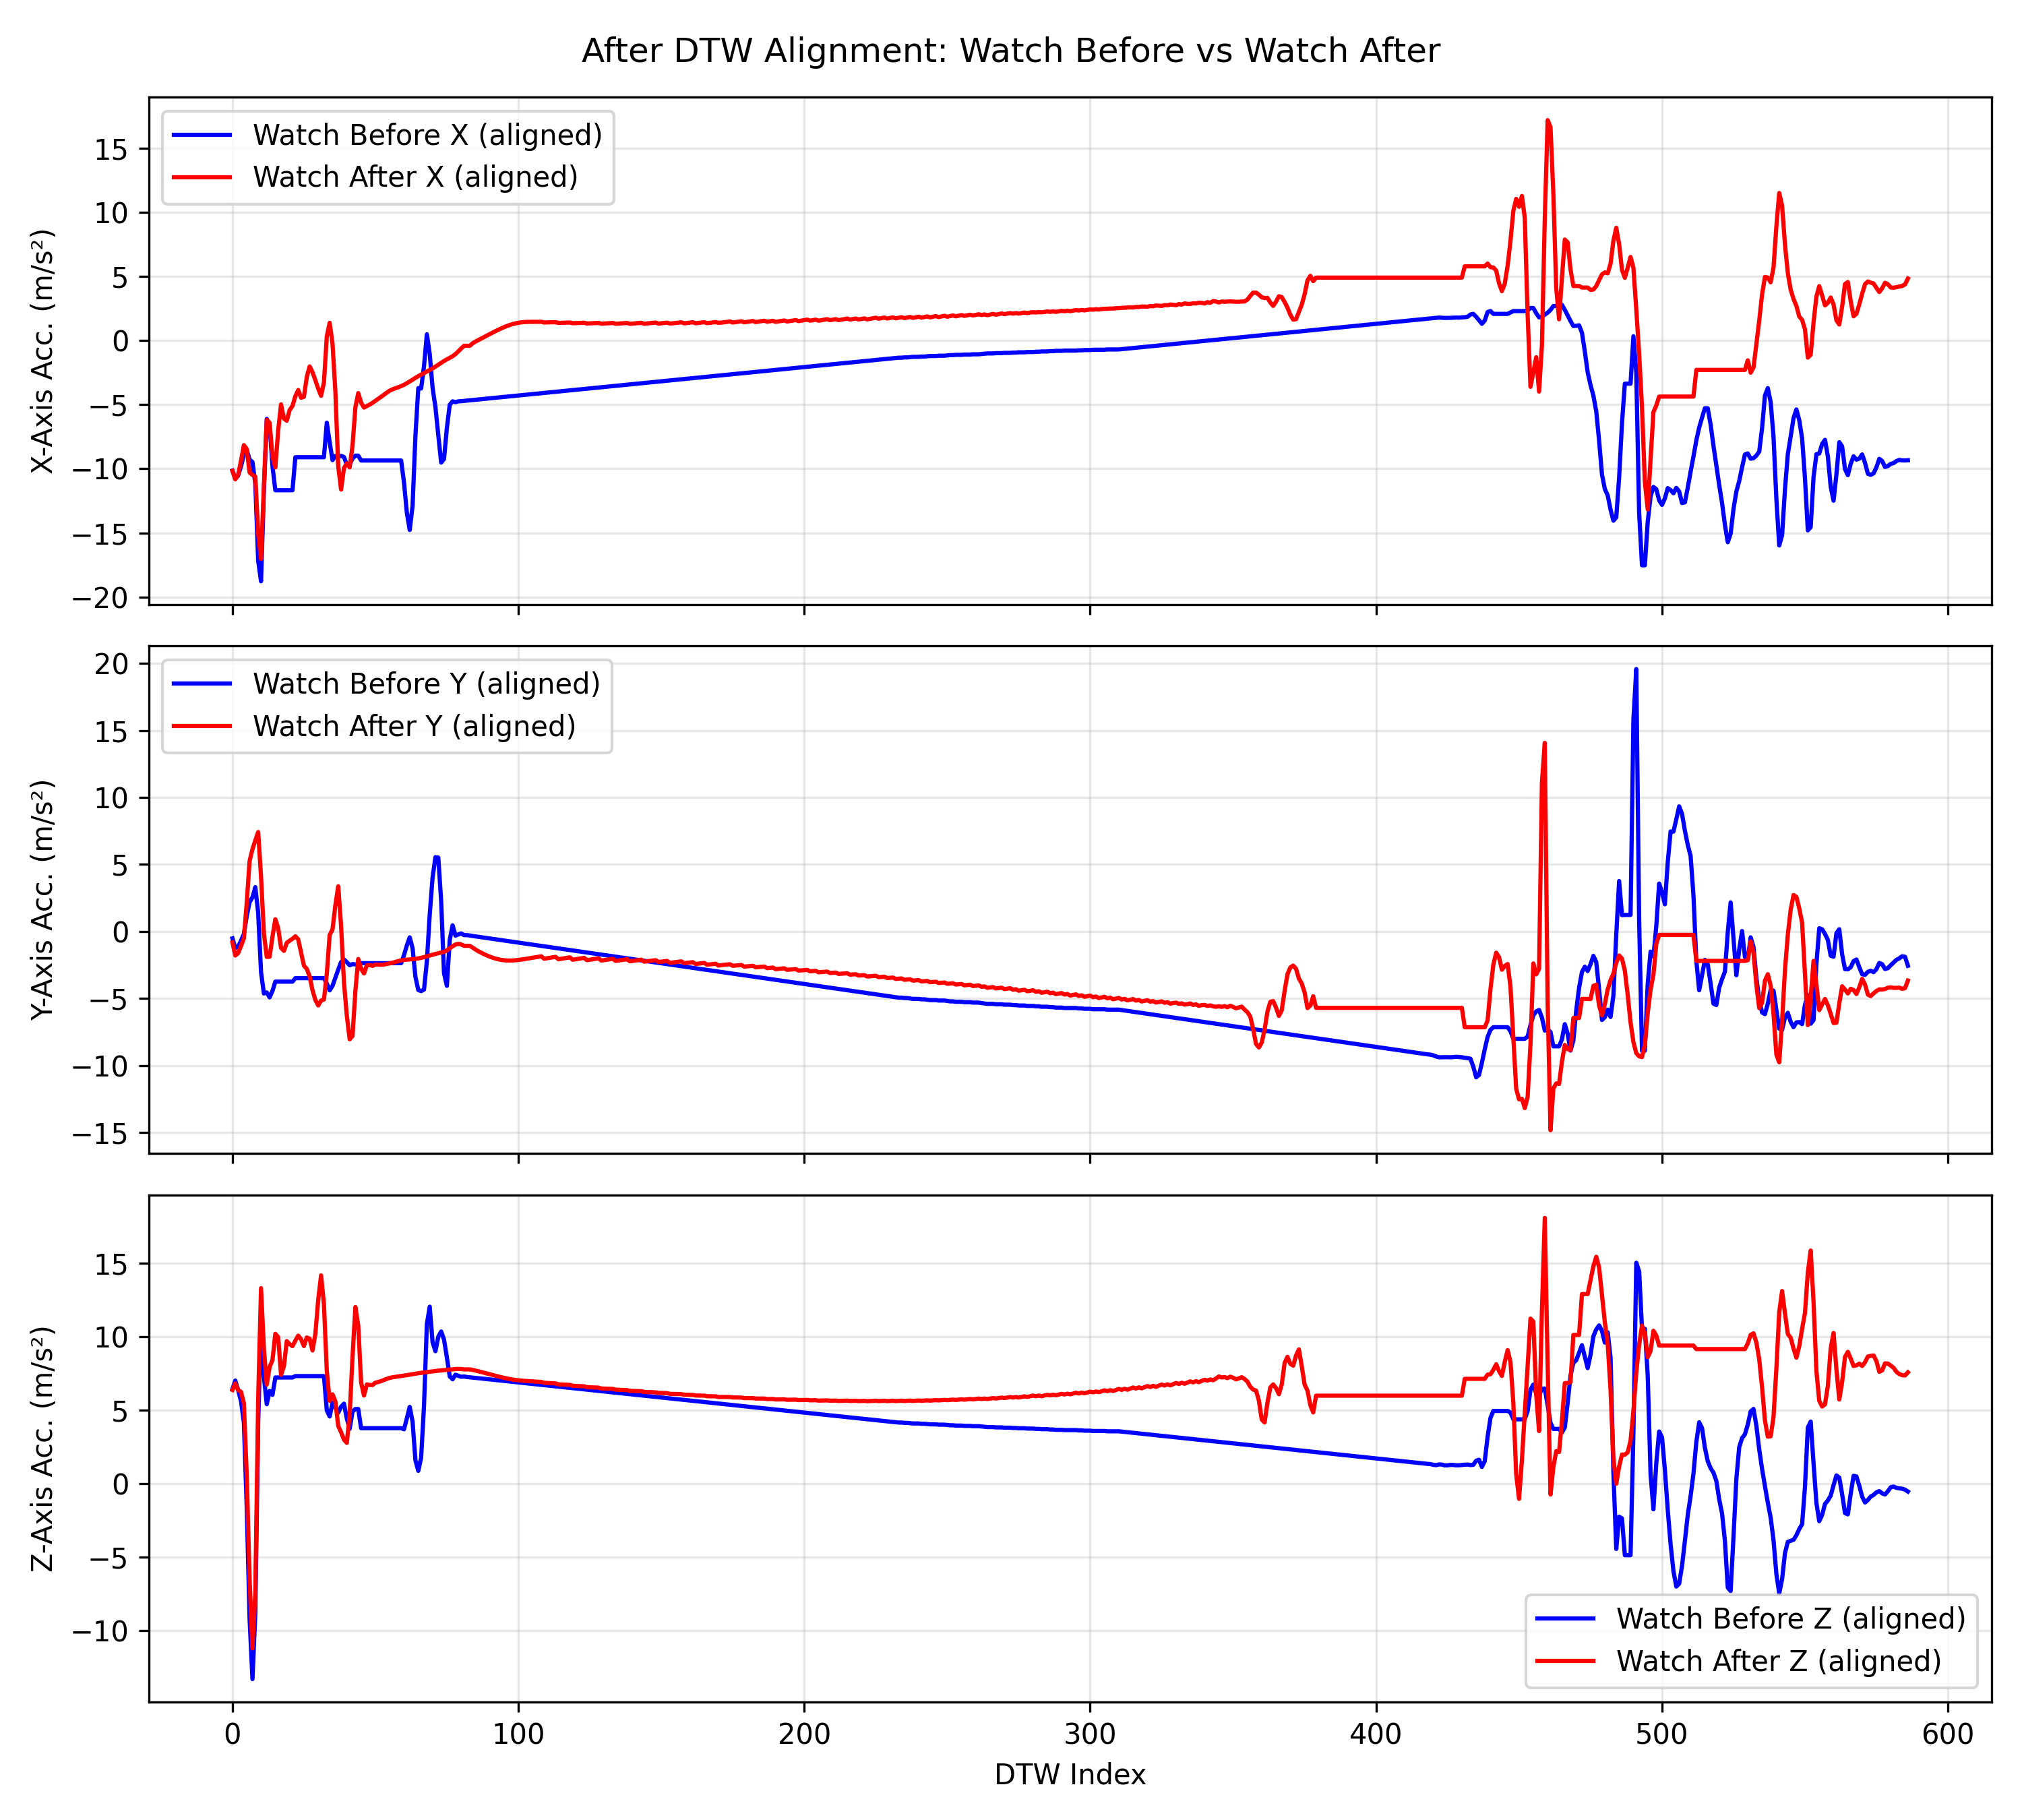 After DTW Alignment: Watch Before vs Watch After
Watch Before X (aligned)
Watch After X (aligned)
X-Axis Acc. (m/s²)
15
10
5
0
−5
−10
−15
−20
Watch Before Y (aligned)
Watch After Y (aligned)
Y-Axis Acc. (m/s²)
20
15
10
5
0
−5
−10
−15
Z-Axis Acc. (m/s²)
15
10
5
0
−5
−10
Watch Before Z (aligned)
Watch After Z (aligned)
0 100 200 300 400 500 600
DTW Index